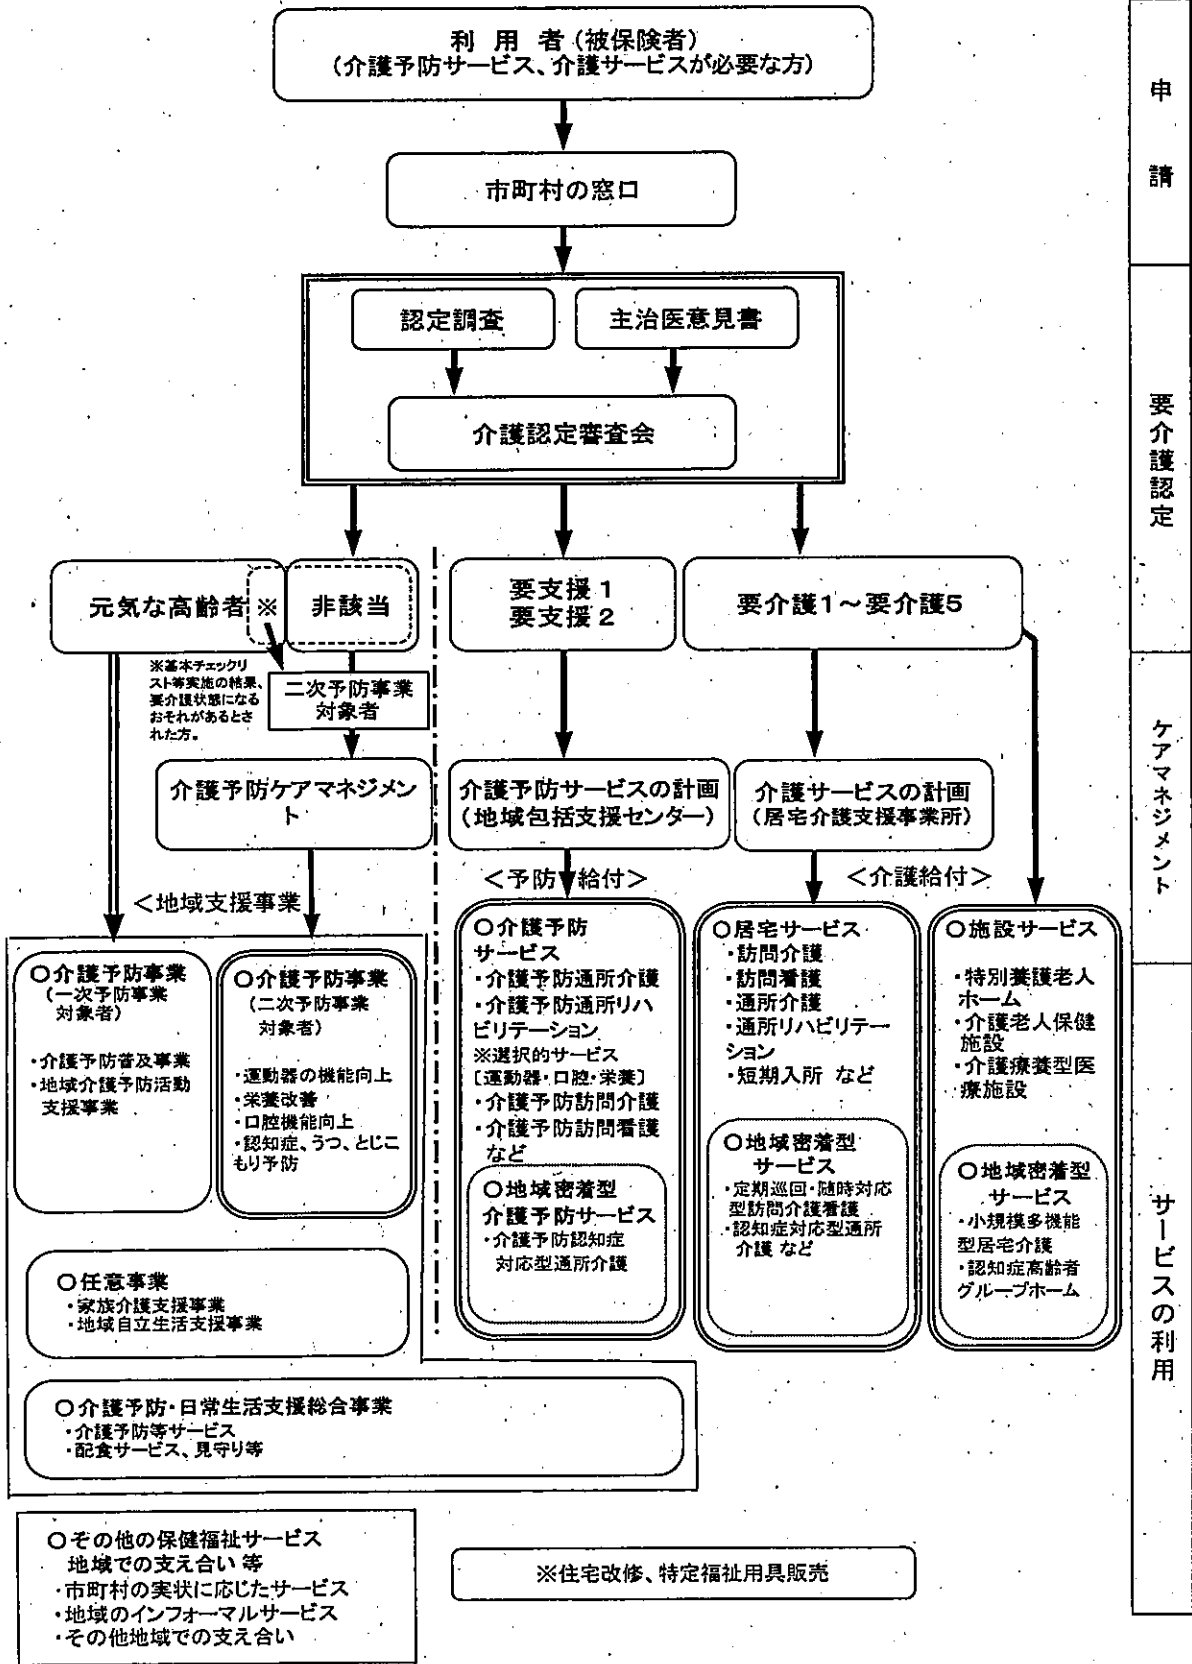 利 用 者 (被保険者)
(介護予防サービス、介護サービスが必要な方)
市町村の窓口
認定調査
主治医意見書
介護認定審査会
元気な高齢者
※
非該当
要支援1
要支援2
要介護1～要介護5
※基本チェックリ
スト等実施の結果、
要介護状態になる
おそれがあるとさ
れた方。
二次予防事業
対象者
介護予防ケアマネジメン
ト
介護予防サービスの計画
(地域包括支援センター)
介護サービスの計画
(居宅介護支援事業所)
＜地域支援事業
＜予防 給付＞
＜介護給付＞
○介護予防事業
(一次予防事業
対象者)
・介護予防普及事業
・地域介護予防活動
支援事業
○介護予防事業
(二次予防事業
対象者)
・運動器の機能向上
・栄養改善
・口腔機能向上
・認知症、うつ、とじこ
もり予防
○任意事業
・家族介護支援事業
・地域自立生活支援事業
○介護予防・日常生活支援総合事業
・介護予防等サービス
・配食サービス、見守り等
○介護予防
サービス
・介護予防通所介護
・介護予防通所リハ
ビリテーション
※選択的サービス
〔運動器・口腔・栄養〕
・介護予防訪問介護
・介護予防訪問看護
など
○地域密着型
介護予防サービス
・介護予防認知症
対応型通所介護
○居宅サービス
・訪問介護
・訪問看護
・通所介護
・通所リハビリテー
ション
・短期入所 など
○地域密着型
サービス
・定期巡回・随時対応
型訪問介護看護
・認知症対応型通所
介護 など
○施設サービス
・特別養護老人
ホーム
・介護老人保健
施設
・介護療養型医
療施設
○地域密着型
サービス
・小規模多機能
型居宅介護
・認知症高齢者
グループホーム
○その他の保健福祉サービス
地域での支え合い 等
・市町村の実状に応じたサービス
・地域のインフォーマルサービス
・その他地域での支え合い
※住宅改修、特定福祉用具販売
申請
要介護認定
ケアマネジメント
サービスの利用